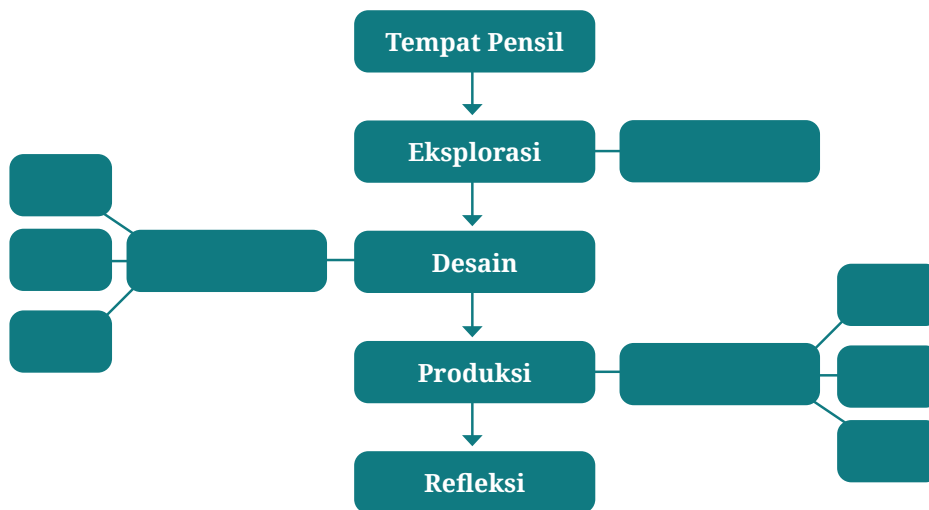 Tempat Pensil
Eksplorasi
Desain
Produksi
Refleksi